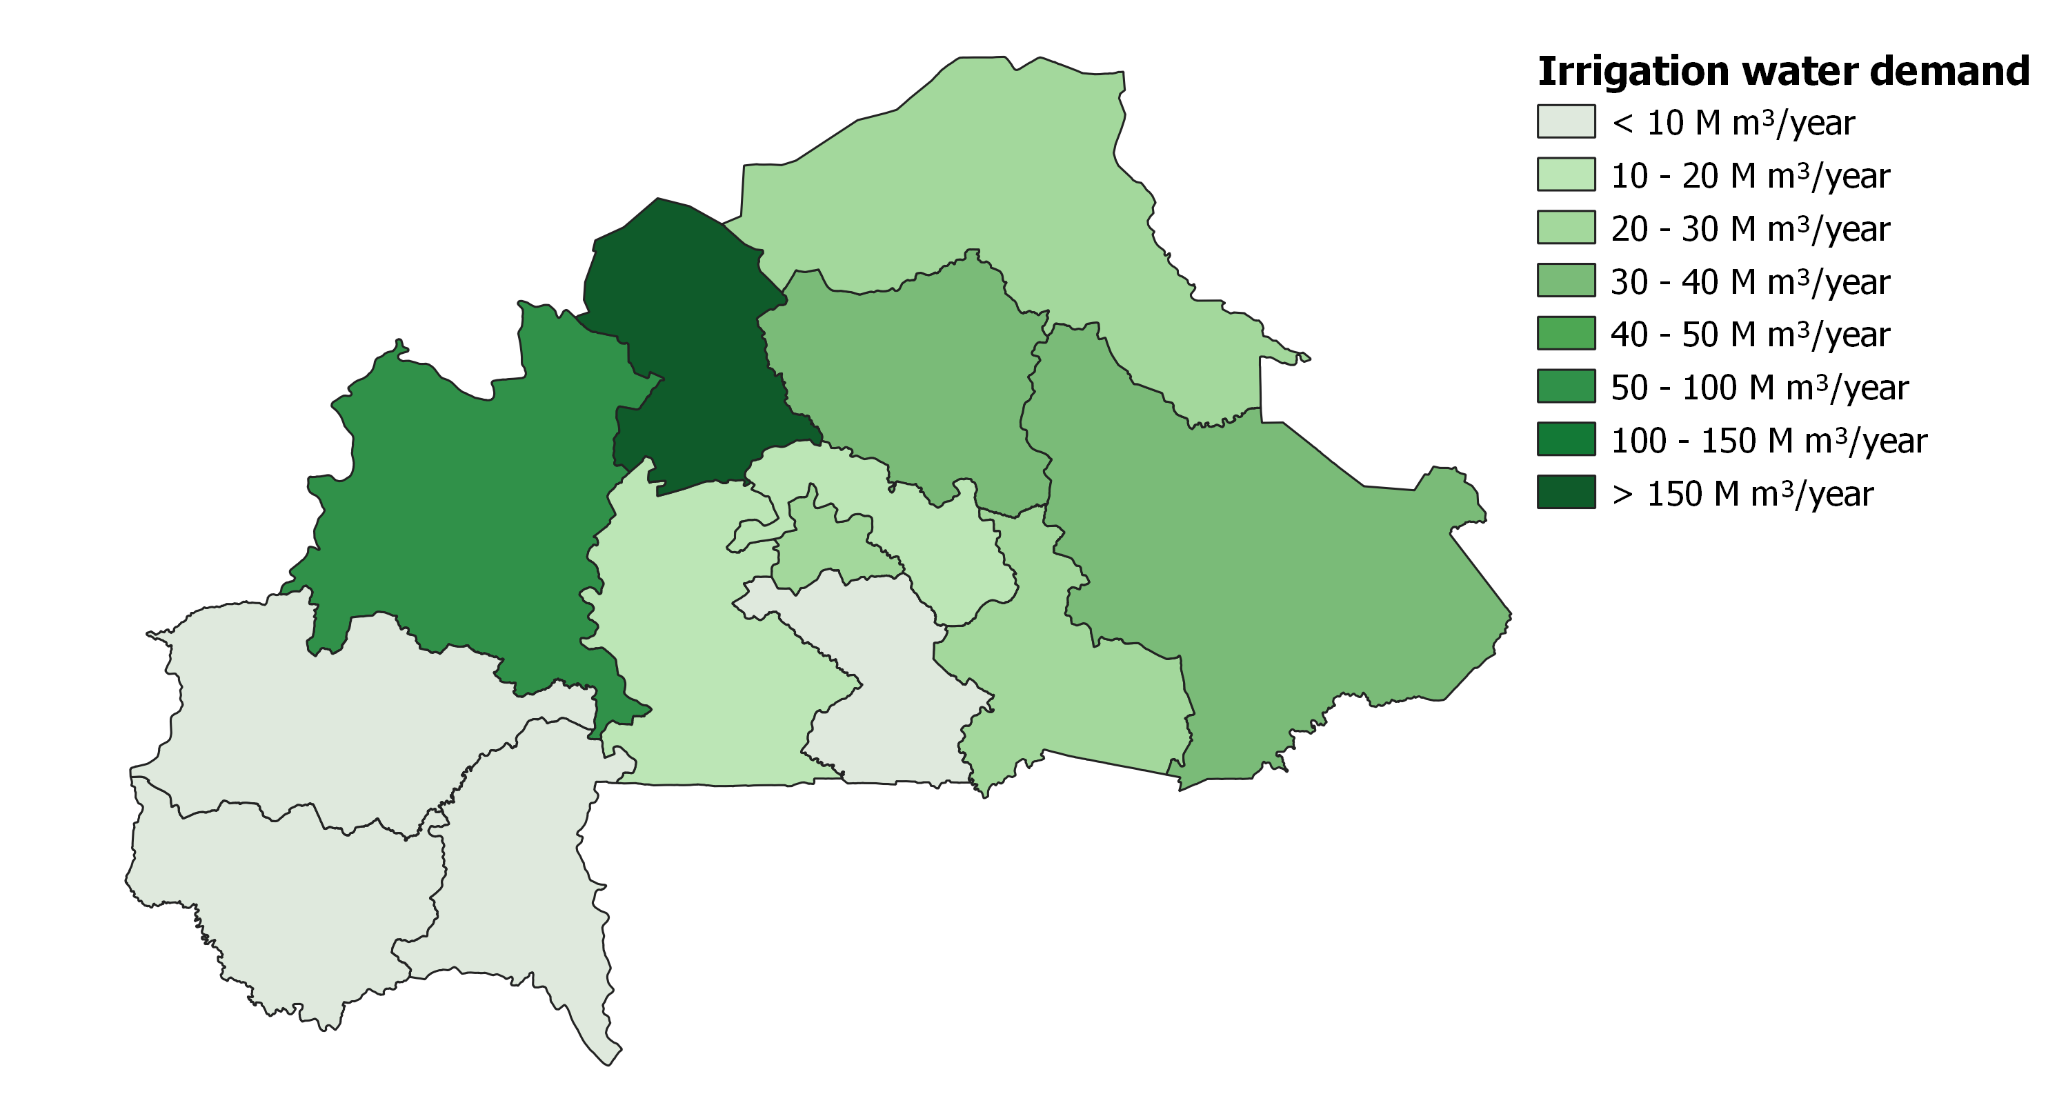 Irrigation water demand
< 10 M m³/year
10 - 20 M m³/year
20 - 30 M m³/year
30 - 40 M m³/year
40 - 50 M m³/year
50 - 100 M m³/year
100 - 150 M m³/year
> 150 M m³/year